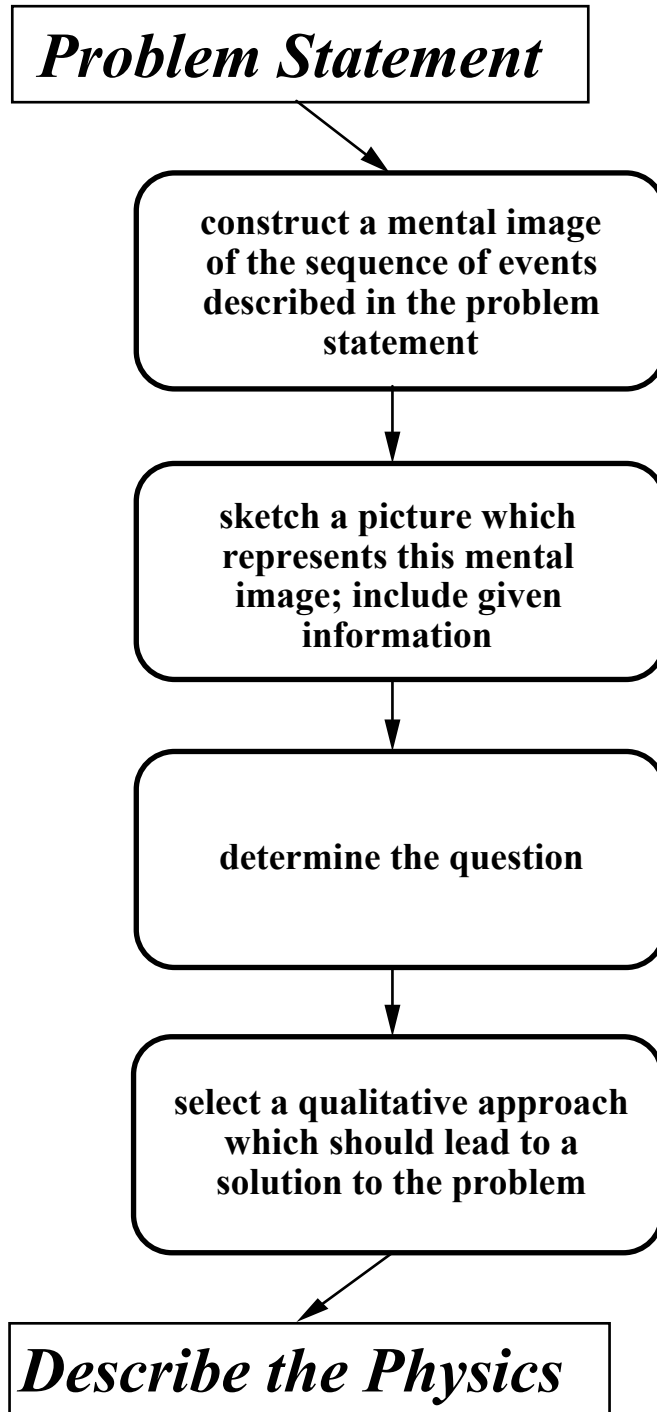 Problem Statement
construct a mental image
of the sequence of events
described in the problem
statement
sketch a picture which
represents this mental
image; include given
information
determine the question
select a qualitative approach
which should lead to a
solution to the problem
Describe the Physics